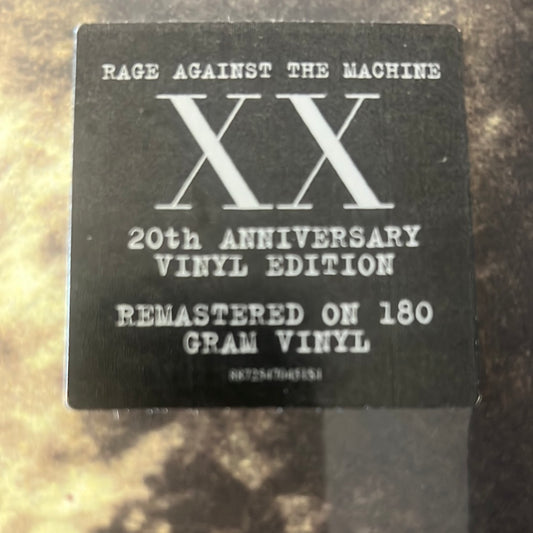 RAGE AGAINST THE MACHINE
XX
20th ANNIVERSARY
VINYL EDITION
REMASTERED ON 180
GRAM VINYL